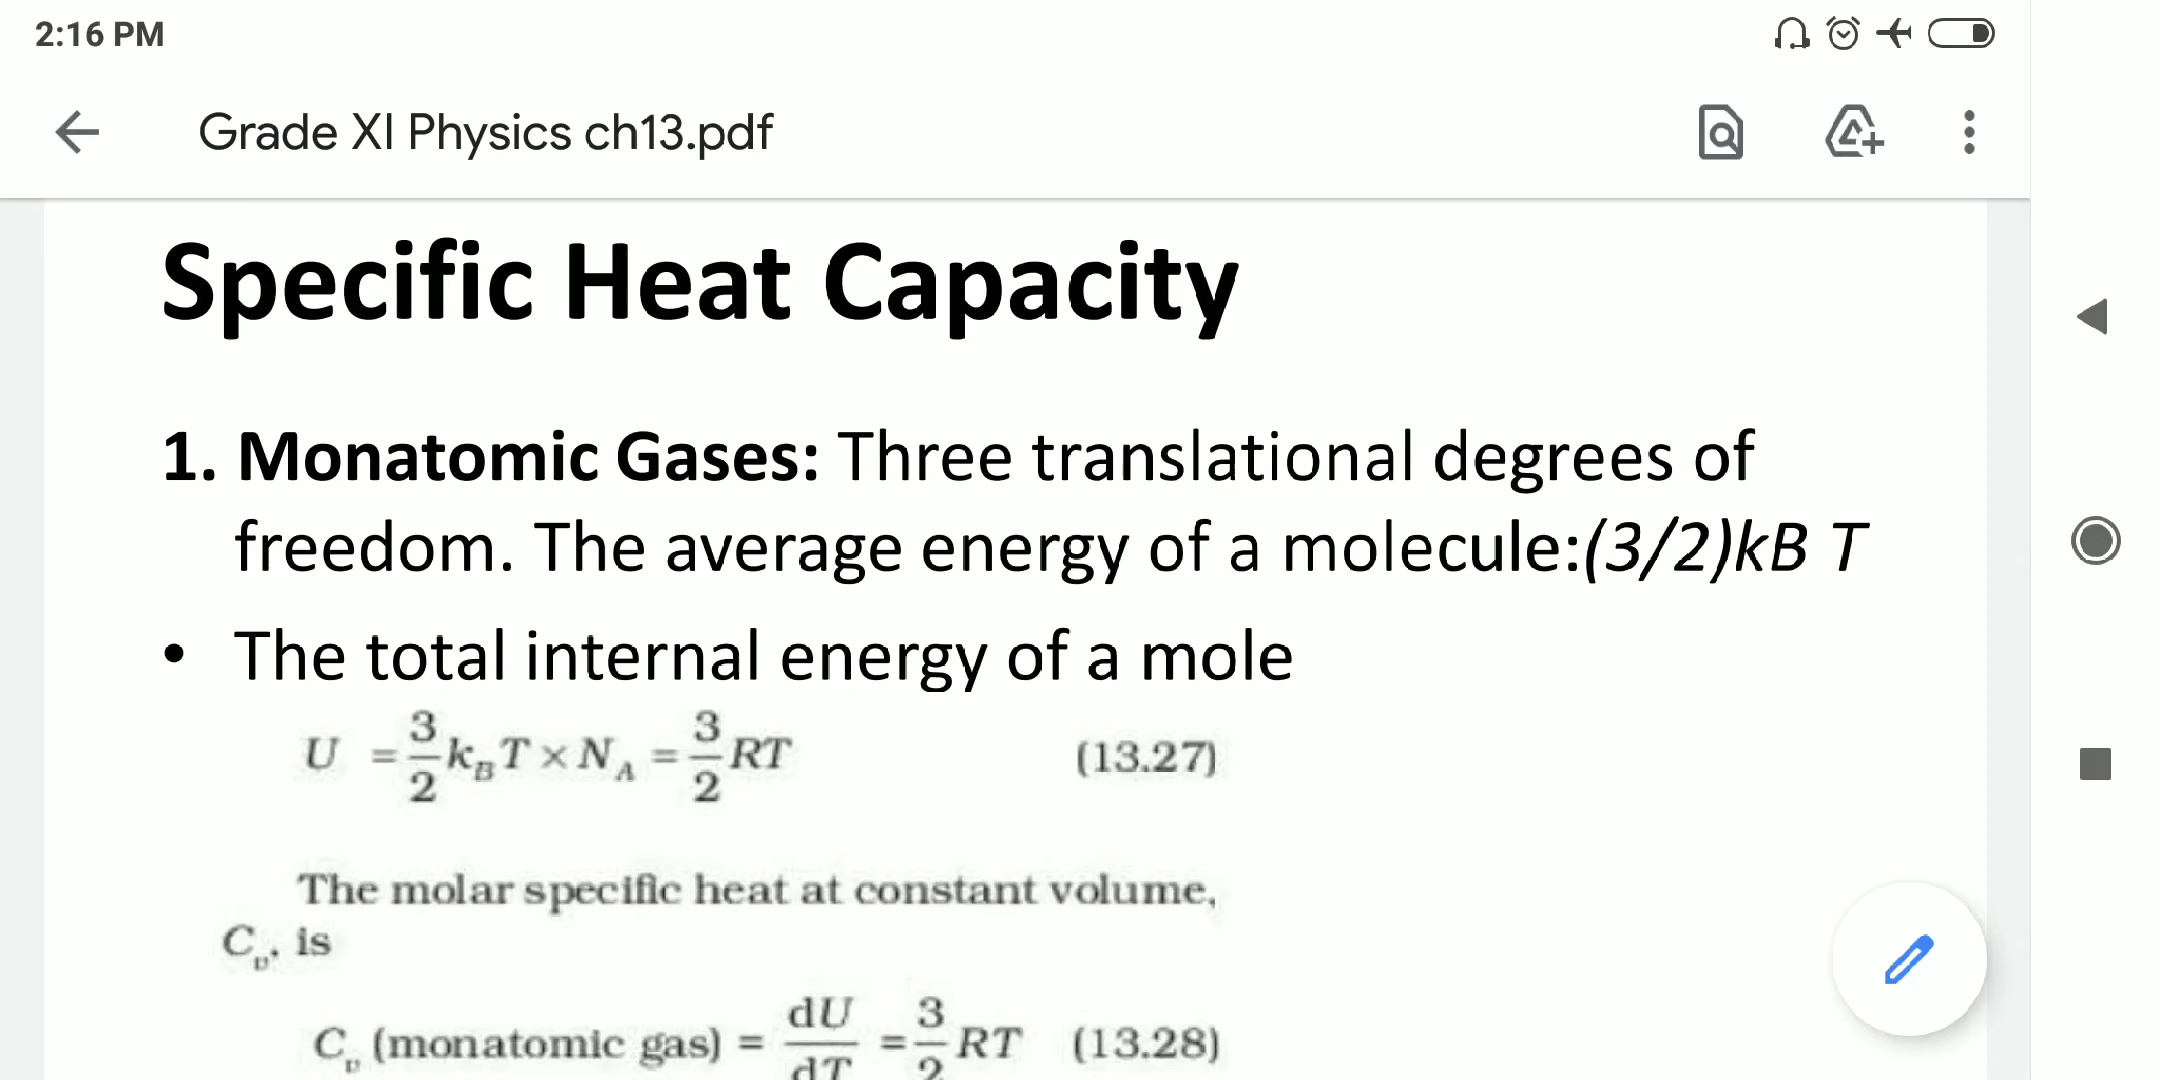 2:16 PM
Grade XI Physics ch13.pdf
Specific Heat Capacity
1. Monatomic Gases: Three translational degrees of
freedom. The average energy of a molecule:(3/2)kB T
• The total internal energy of a mole
U = 3/2 k_B T × N_A = 3/2 RT (13.27)
The molar specific heat at constant volume,
C_v, is
C_v (monatomic gas) = dU/dT = 3/2 RT (13.28)